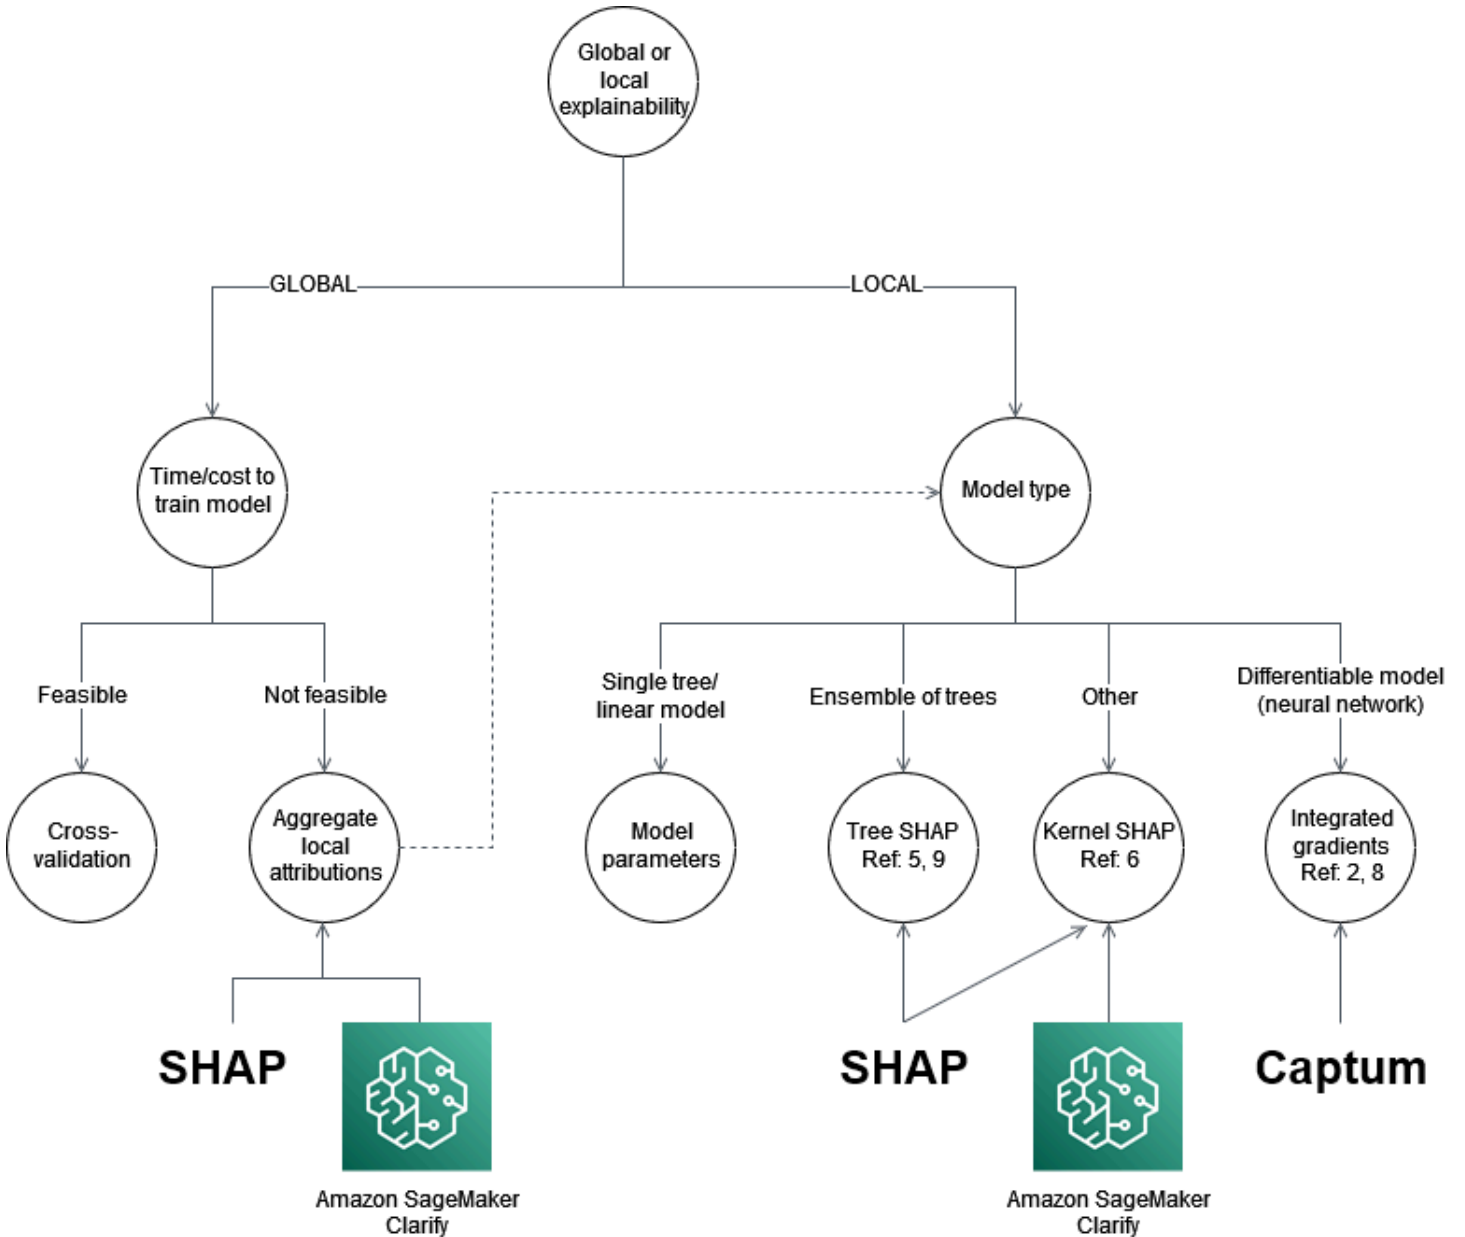 Global or
local
explainability
GLOBAL
LOCAL
Time/cost to
train model
Model type
Feasible
Not feasible
Single tree/
linear model
Ensemble of trees
Other
Differentiable model
(neural network)
Cross-
validation
Aggregate
local
attributions
Model
parameters
Tree SHAP
Ref: 5, 9
Kernel SHAP
Ref: 6
Integrated
gradients
Ref: 2, 8
SHAP
Amazon SageMaker
Clarify
SHAP
Amazon SageMaker
Clarify
Captum